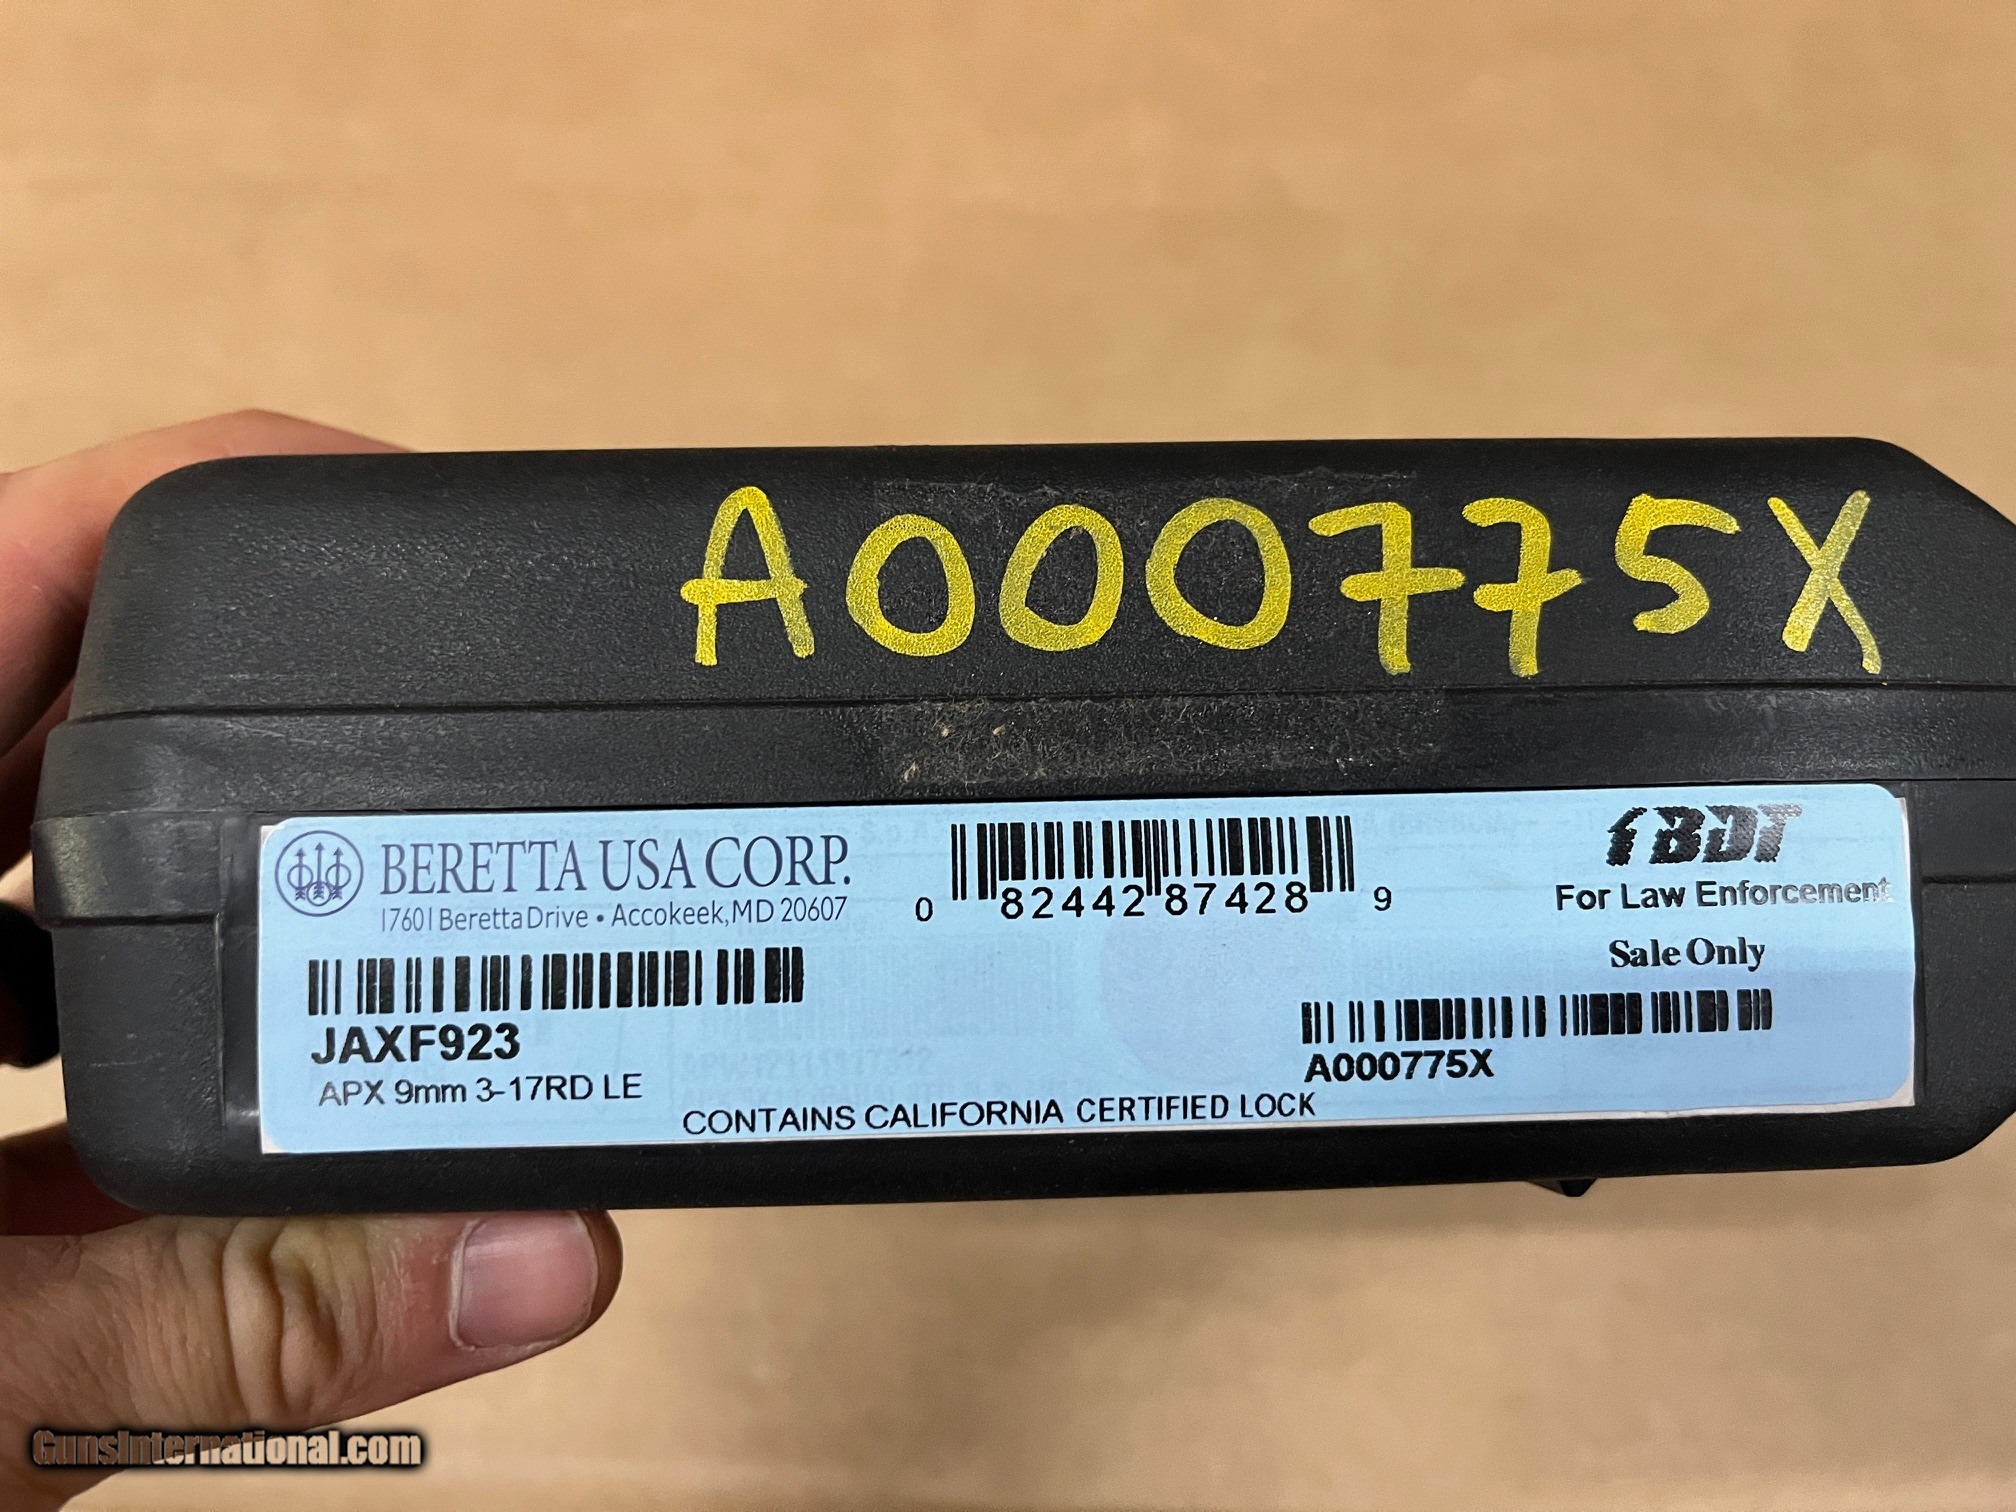 A000775X
BERETTA USA CORP.
17601 Beretta Drive • Accokeek, MD 20607
0 82442 87428 9
BDT
For Law Enforcement
Sale Only
JAXF923
APX 9mm 3-17RD LE
A000775X
CONTAINS CALIFORNIA CERTIFIED LOCK
GunsInternational.com